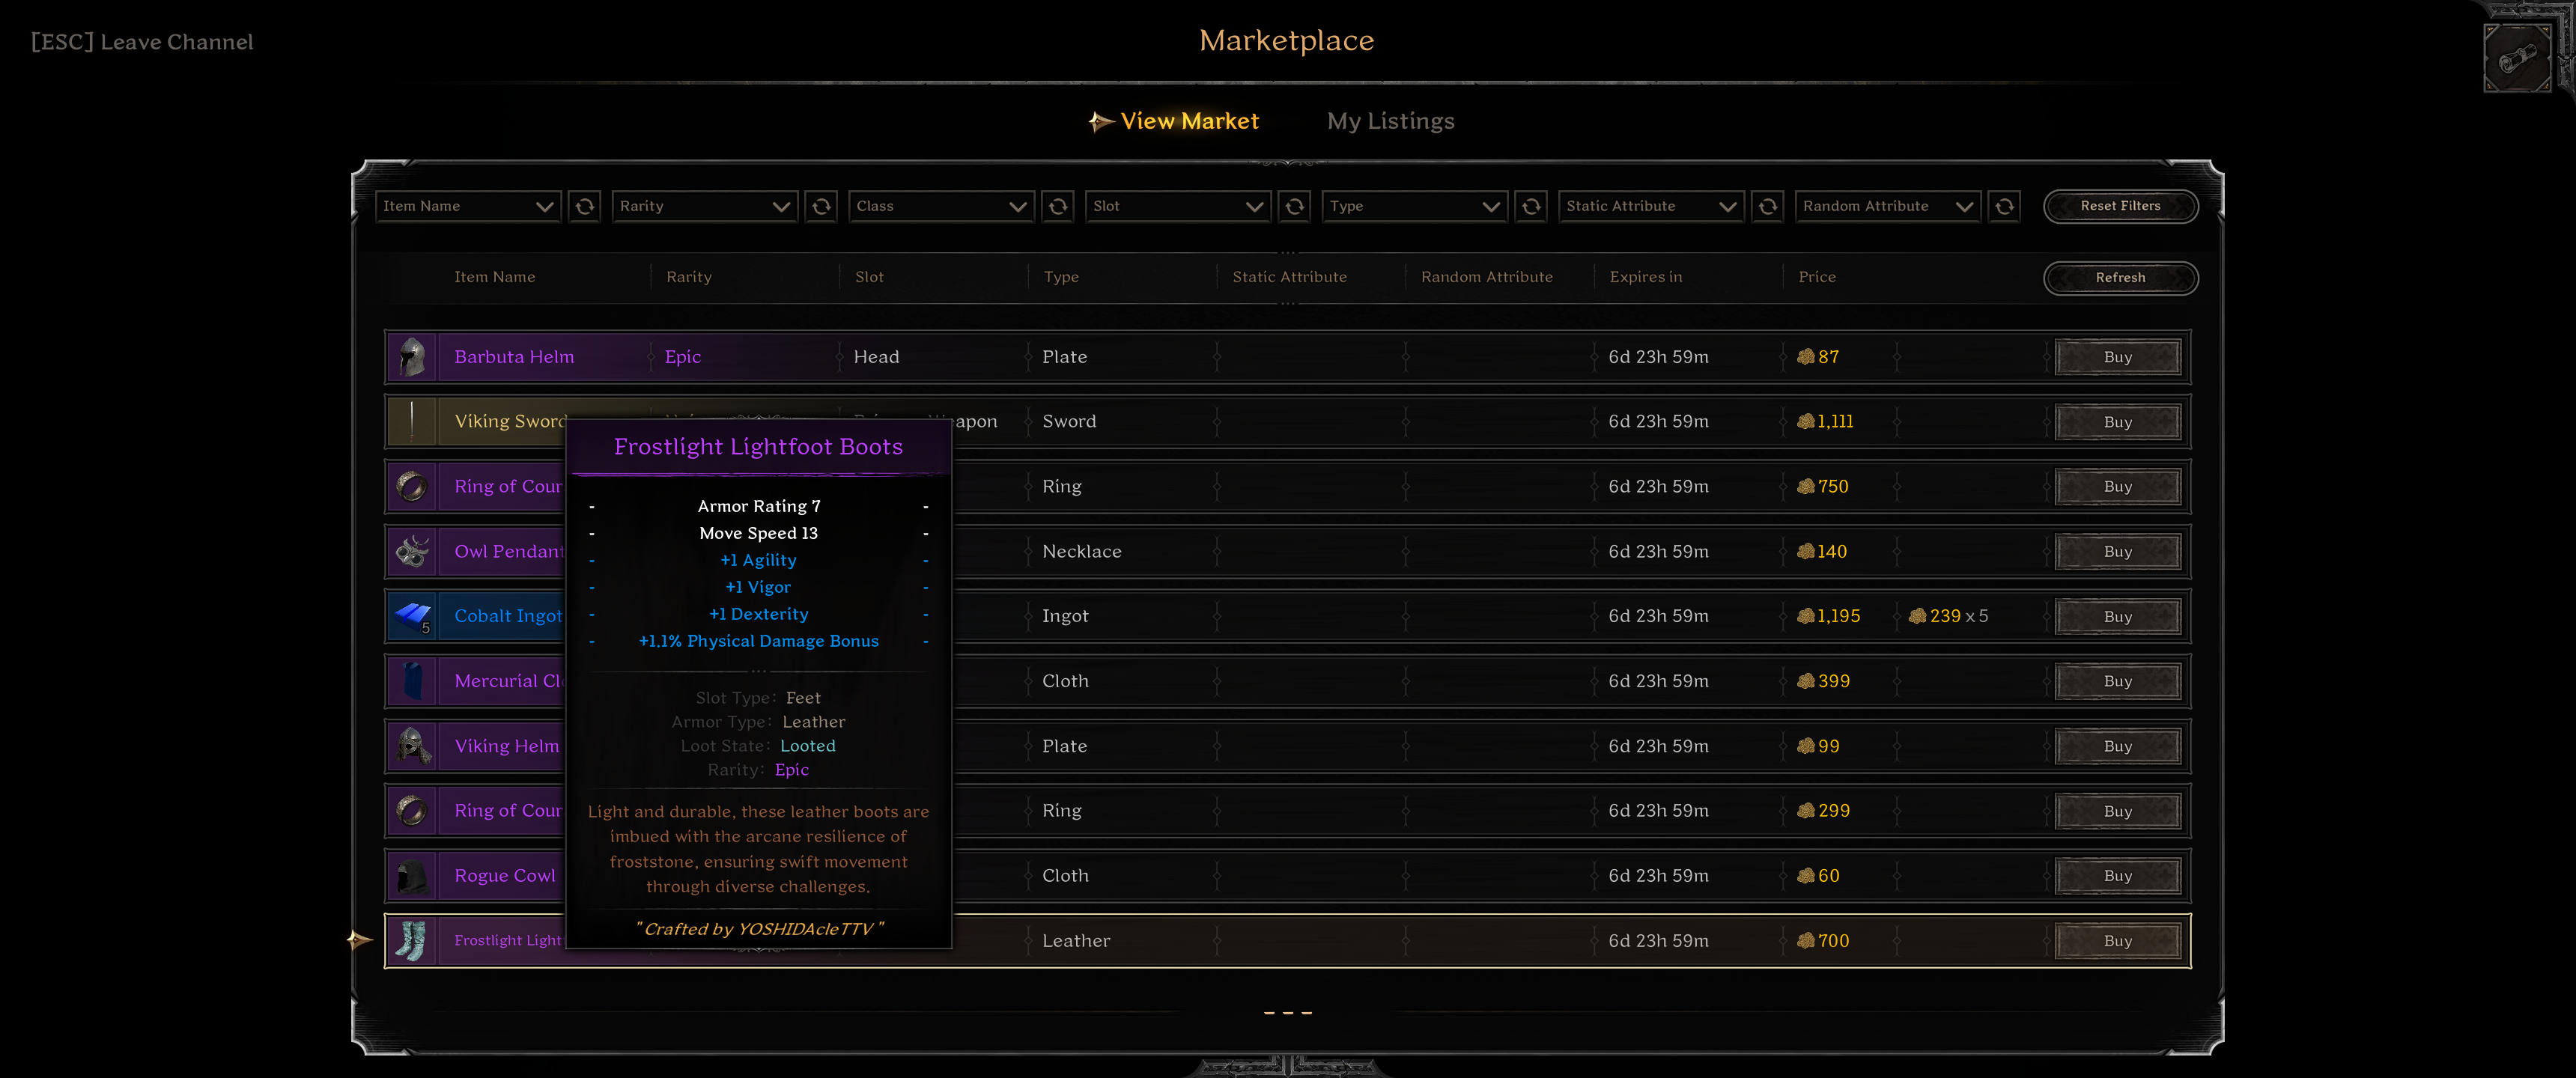 [ESC] Leave Channel
Marketplace
View Market
My Listings
Item Name
Rarity
Class
Slot
Type
Static Attribute
Random Attribute
Reset Filters
Item Name
Rarity
Slot
Type
Static Attribute
Random Attribute
Expires in
Price
Refresh
Barbuta Helm Epic Head Plate 6d 23h 59m 87 Buy
Viking Sword Sword 6d 23h 59m 1,111 Buy
Ring of Ring 6d 23h 59m 750 Buy
Owl Pendant Necklace 6d 23h 59m 140 Buy
5 Cobalt Ingot Ingot 6d 23h 59m 1,195 239 x 5 Buy
Mercurial Cloth 6d 23h 59m 399 Buy
Viking Helm Plate 6d 23h 59m 99 Buy
Ring of Ring 6d 23h 59m 299 Buy
Rogue Cowl Cloth 6d 23h 59m 60 Buy
Frostlight Leather 6d 23h 59m 700 Buy
Frostlight Lightfoot Boots
- Armor Rating 7 -
- Move Speed 13 -
- +1 Agility -
- +1 Vigor -
- +1 Dexterity -
- +1.1% Physical Damage Bonus -
Slot Type: Feet
Armor Type: Leather
Loot State: Looted
Rarity: Epic
Light and durable, these leather boots are
imbued with the arcane resilience of
froststone, ensuring swift movement
through diverse challenges.
"Crafted by YOSHIDAcleTTV "